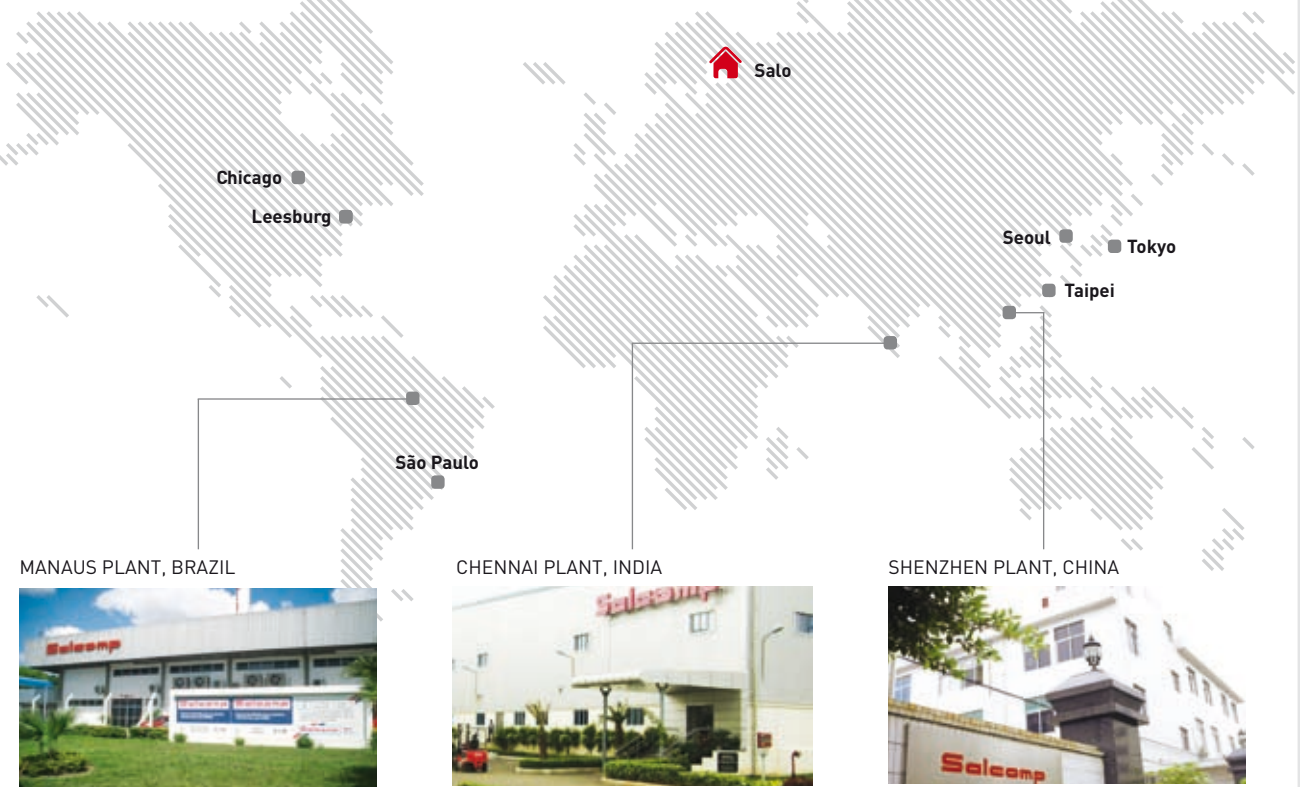 Salo
Chicago
Leesburg
Seoul
Tokyo
Taipei
São Paulo
MANAUS PLANT, BRAZIL
CHENNAI PLANT, INDIA
SHENZHEN PLANT, CHINA
Salcomp
Salcomp
Salcomp